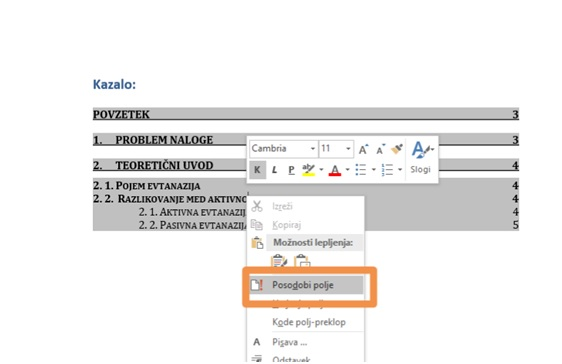 Kazalo:
POVZETEK 3
1. PROBLEM NALOGE 3
Cambria 11
K L P Slogi
2. TEORETIČNI UVOD 4
2. 1. POJEM EVTANAZIJA 4
2. 2. RAZLIKOVANJE MED AKTIVNO 4
2. 1. AKTIVNA EVTANAZIJ 4
2. 2. PASIVNA EVTANAZIJ 5
Izreži
Kopiraj
Možnosti lepljenja:
Posodobi polje
Kode polj-preklop
Pisava ...
Odstavek